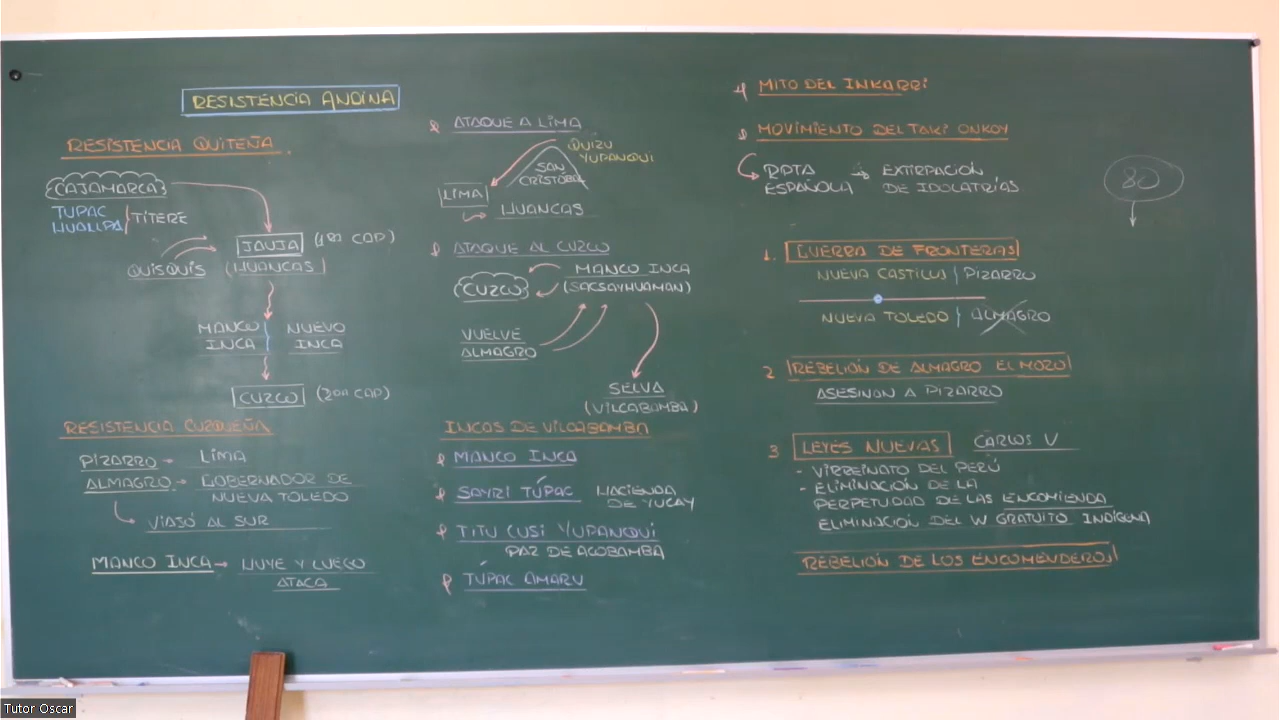 RESISTENCIA ANDINA
RESISTENCIA QUITEÑA.
CAJAMARCA
TUPAC
HUALLPA / TÍTERE
QUISQUIS
JAUJA (1RA CAP)
(HUANCAS)
MANCO
INCA
NUEVO
INCA
CUZCO (2DA CAP)
RESISTENCIA CUZQUEÑA
PIZARRO → LIMA
ALMAGRO → GOBERNADOR DE
NUEVA TOLEDO
VIAJÓ AL SUR
MANCO INCA → HUYE Y LUEGO
ATACA
ATAQUE A LIMA
QUIZU
YUPANQUI
SAN
CRISTÓBAL
LIMA
HUANCAS
ATAQUE AL CUZCO
MANCO INCA
(SACSAYHUAMAN)
CUZCO
VUELVE
ALMAGRO
SELVA
(VILCABAMBA)
INCAS DE VILCABAMBA
MANCO INCA
SAYRI TÚPAC
HACIENDA
DE YUCAY
TITU CUSI YUPANQUI
PAZ DE ACOBAMBA
TÚPAC AMARU
MITO DEL INKARRI
MOVIMIENTO DEL TAKI ONKOY
RPTA
ESPAÑOLA
→ EXTIRPACIÓN
DE IDOLATRÍAS
80
1. GUERRA DE FRONTERAS
NUEVA CASTILLA | PIZARRO
NUEVA TOLEDO | ALMAGRO
2 REBELIÓN DE ALMAGRO EL MOZO
ASESINAN A PIZARRO
3 LEYES NUEVAS CARLOS V
- VIRREINATO DEL PERÚ
- ELIMINACIÓN DE LA
PERPETUDAD DE LAS ENCOMIENDA
ELIMINACIÓN DEL W GRATUITO INDÍGENA
REBELIÓN DE LOS ENCOMENDEROS
Tutor Oscar